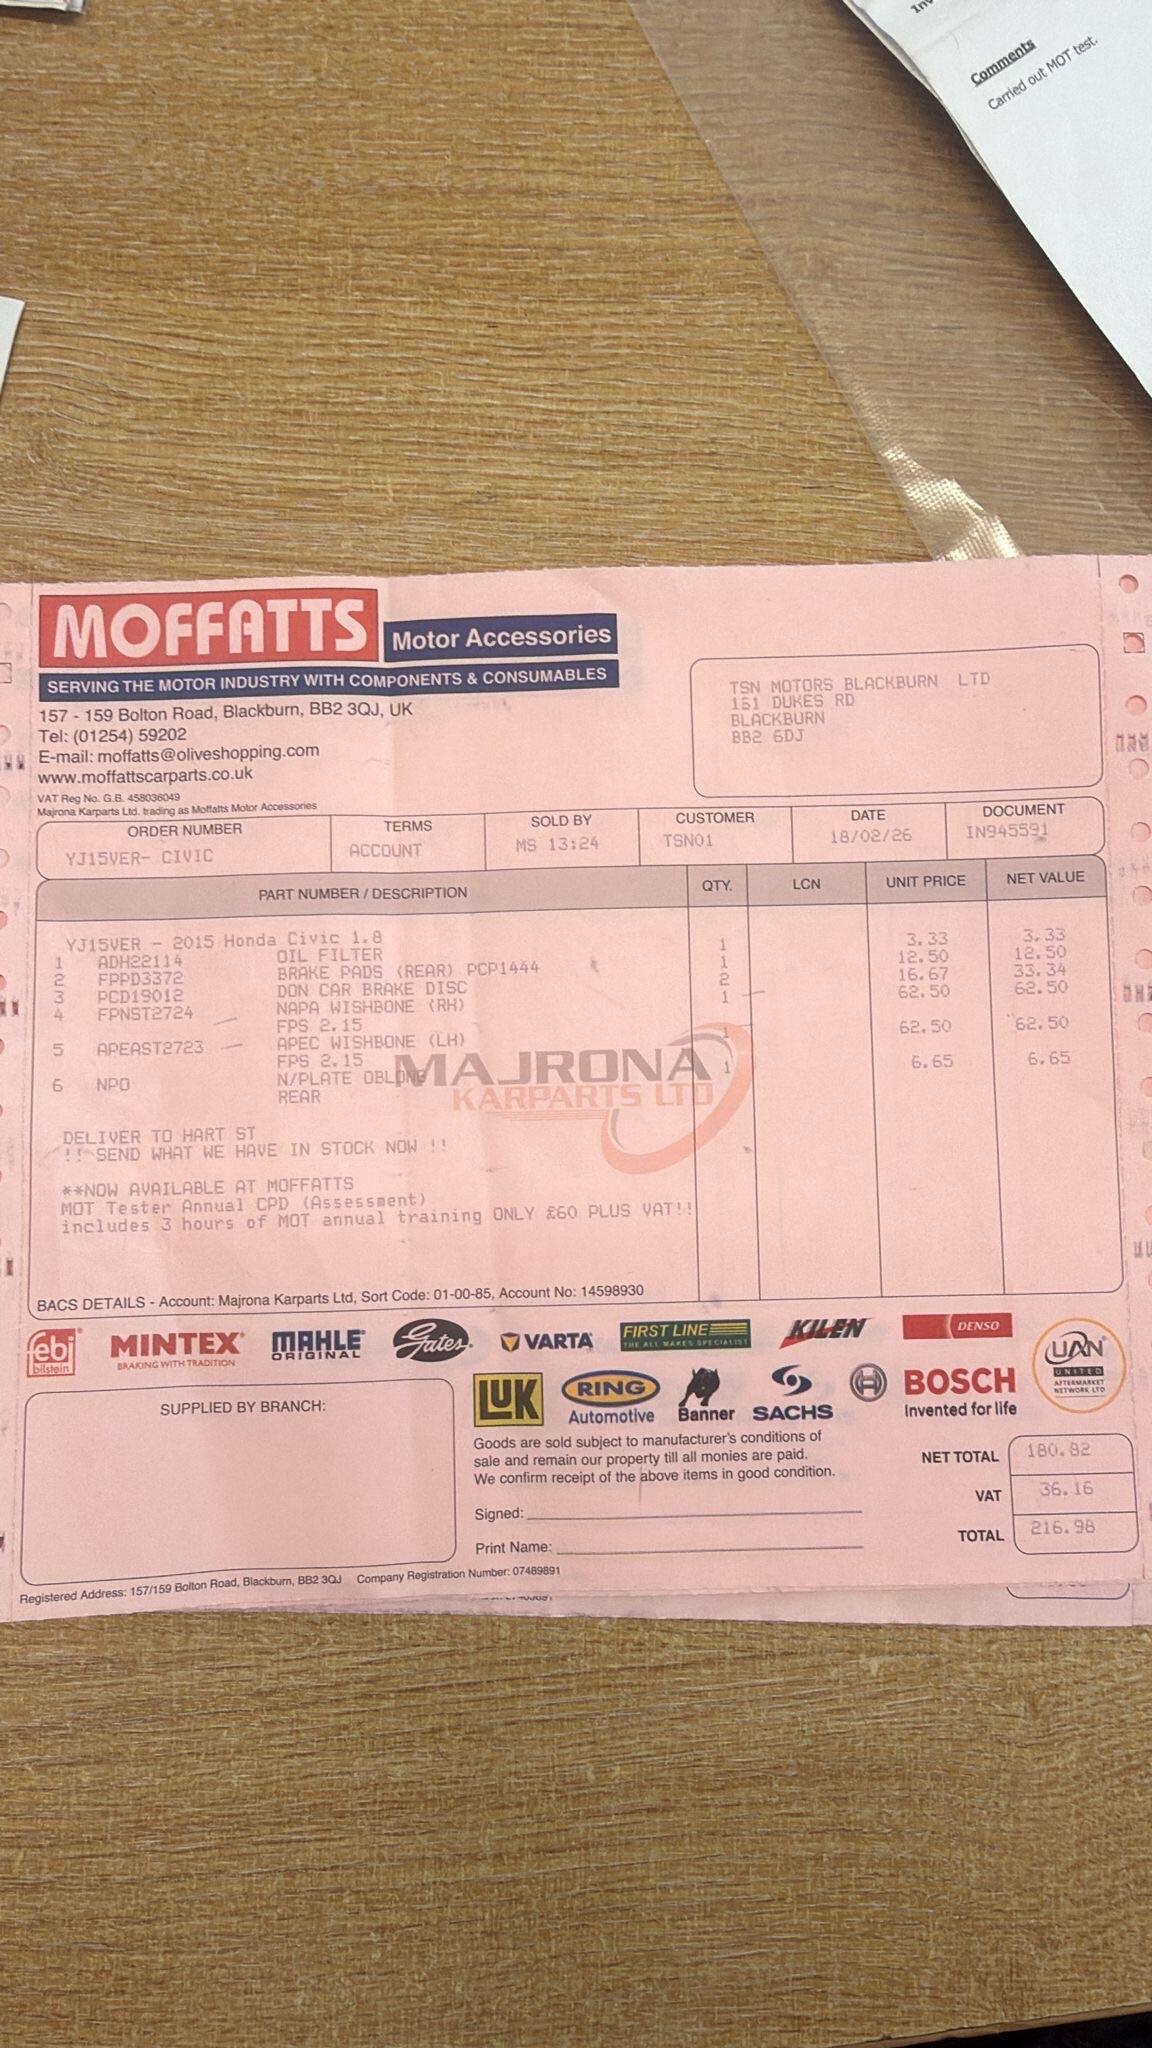 Comments
Carried out MOT test.
MOFFATTS
Motor Accessories
SERVING THE MOTOR INDUSTRY WITH COMPONENTS & CONSUMABLES
157 - 159 Bolton Road, Blackburn, BB2 3QJ, UK
Tel: (01254) 59202
E-mail: moffatts@oliveshopping.com
www.moffattscarparts.co.uk
VAT Reg No. G.B. 458036049
Majrona Karparts Ltd. trading as Moffatts Motor Accessories
TSN MOTORS BLACKBURN LTD
161 DUKES RD
BLACKBURN
BB2 6DJ
ORDER NUMBER TERMS SOLD BY CUSTOMER DATE DOCUMENT
YJ15VER- CIVIC ACCOUNT MS 13:24 TSN01 18/02/26 IN945591
PART NUMBER / DESCRIPTION QTY. LCN UNIT PRICE NET VALUE
YJ15VER - 2015 Honda Civic 1.8
1 ADH22114 OIL FILTER 1 3.33 3.33
2 FPPD3372 BRAKE PADS (REAR) PCP1444 1 12.50 12.50
3 PCD19012 DON CAR BRAKE DISC 2 16.67 33.34
4 FPNST2724 NAPA WISHBONE (RH) 1 62.50 62.50
FPS 2.15
5 APEAST2723 APEC WISHBONE (LH) 1 62.50 62.50
FPS 2.15
6 NPO N/PLATE OBLONG 1 6.65 6.65
REAR
MAJRONA
KARPARTS LTD
DELIVER TO HART ST
!! SEND WHAT WE HAVE IN STOCK NOW !!
**NOW AVAILABLE AT MOFFATTS
MOT Tester Annual CPD (Assessment)
includes 3 hours of MOT annual training ONLY £60 PLUS VAT!!
BACS DETAILS - Account: Majrona Karparts Ltd, Sort Code: 01-00-85, Account No: 14598930
febi bilstein
MINTEX
BRAKING WITH TRADITION
MAHLE
ORIGINAL
Gates
VARTA
FIRST LINE
THE ALL MAKES SPECIALIST
KILEN
DENSO
UAN
UNITED
AFTERMARKET
NETWORK LTD
LUK
RING
Automotive
Banner
SACHS
BOSCH
Invented for life
SUPPLIED BY BRANCH:
Goods are sold subject to manufacturer's conditions of
sale and remain our property till all monies are paid.
We confirm receipt of the above items in good condition.
Signed:
Print Name:
NET TOTAL 180.82
VAT 36.16
TOTAL 216.98
Registered Address: 157/159 Bolton Road, Blackburn, BB2 3QJ Company Registration Number: 07489891